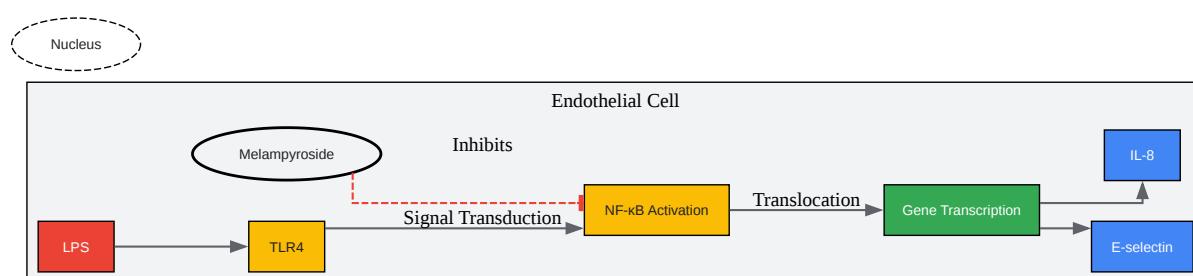 Nucleus
Endothelial Cell
Inhibits
Melampyroside
IL-8
Translocation
NF-κB Activation
Gene Transcription
Signal Transduction
LPS
TLR4
E-selectin